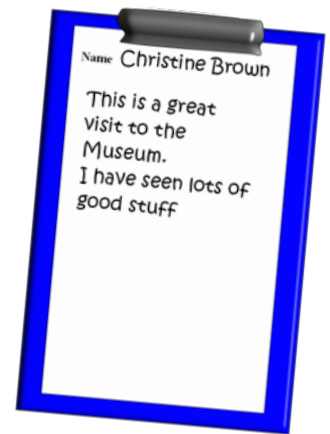 Name Christine Brown
This is a great
visit to the
Museum.
I have seen lots of
good stuff